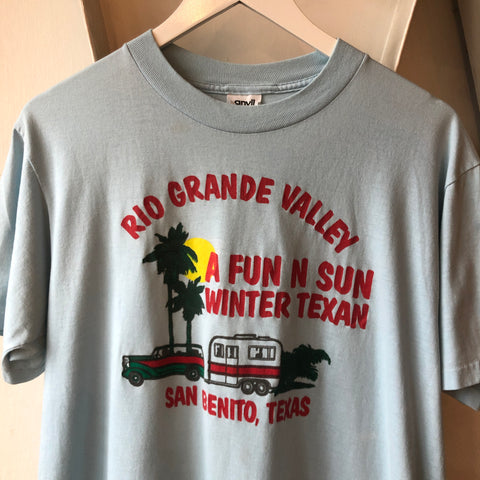 anvil
RIO GRANDE VALLEY
A FUN N SUN
WINTER TEXAN
SAN BENITO, TEXAS